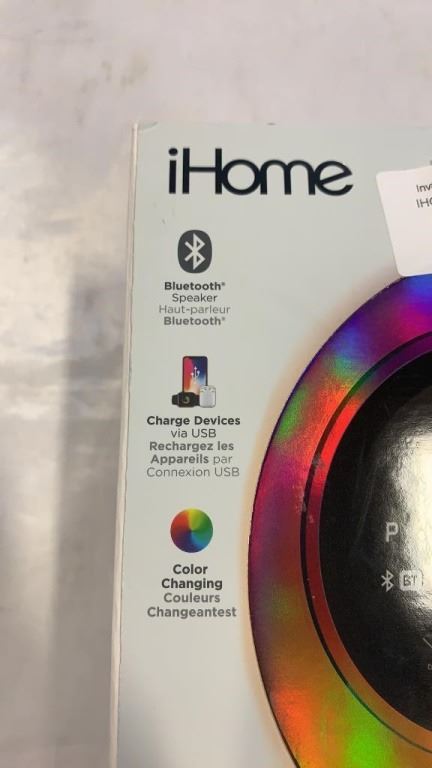 iHome
Bluetooth®
Speaker
Haut-parleur
Bluetooth®
Charge Devices
via USB
Rechargez les
Appareils par
Connexion USB
Color
Changing
Couleurs
Changeantest
P
BT